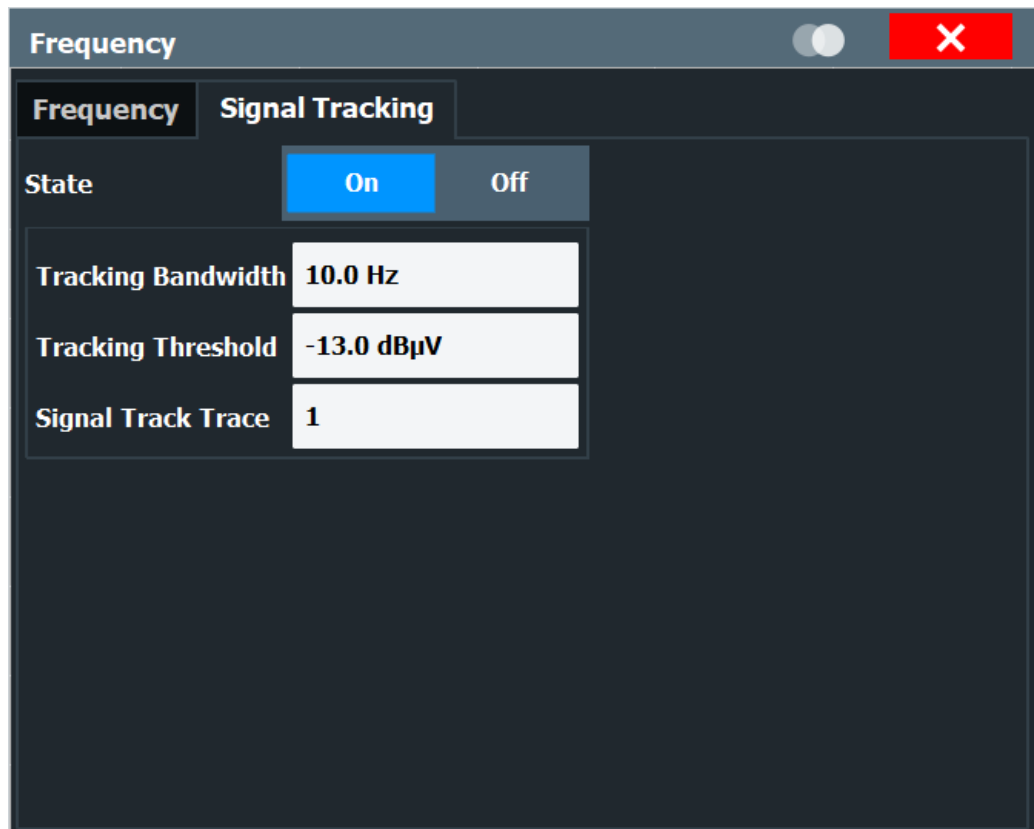 Frequency
Frequency Signal Tracking
State On Off
Tracking Bandwidth 10.0 Hz
Tracking Threshold -13.0 dBµV
Signal Track Trace 1